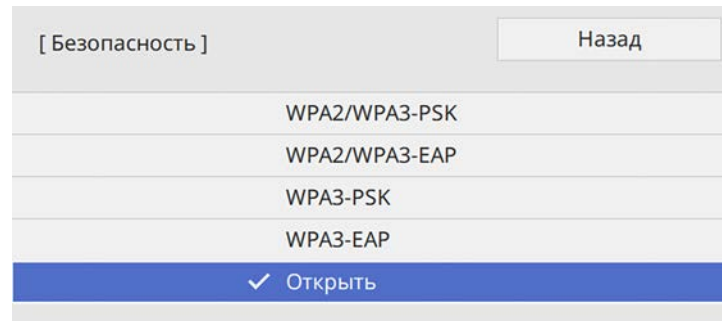 [ Безопасность ]
Назад
WPA2/WPA3-PSK
WPA2/WPA3-EAP
WPA3-PSK
WPA3-EAP
Открыть